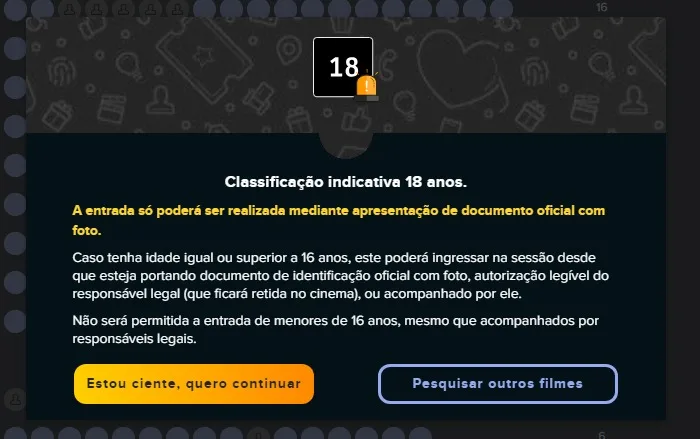 16
18
!
Classificação indicativa 18 anos.
A entrada só poderá ser realizada mediante apresentação de documento oficial com
foto.
Caso tenha idade igual ou superior a 16 anos, este poderá ingressar na sessão desde
que esteja portando documento de identificação oficial com foto, autorização legível do
responsável legal (que ficará retida no cinema), ou acompanhado por ele.
Não será permitida a entrada de menores de 16 anos, mesmo que acompanhados por
responsáveis legais.
Estou ciente, quero continuar
Pesquisar outros filmes
6